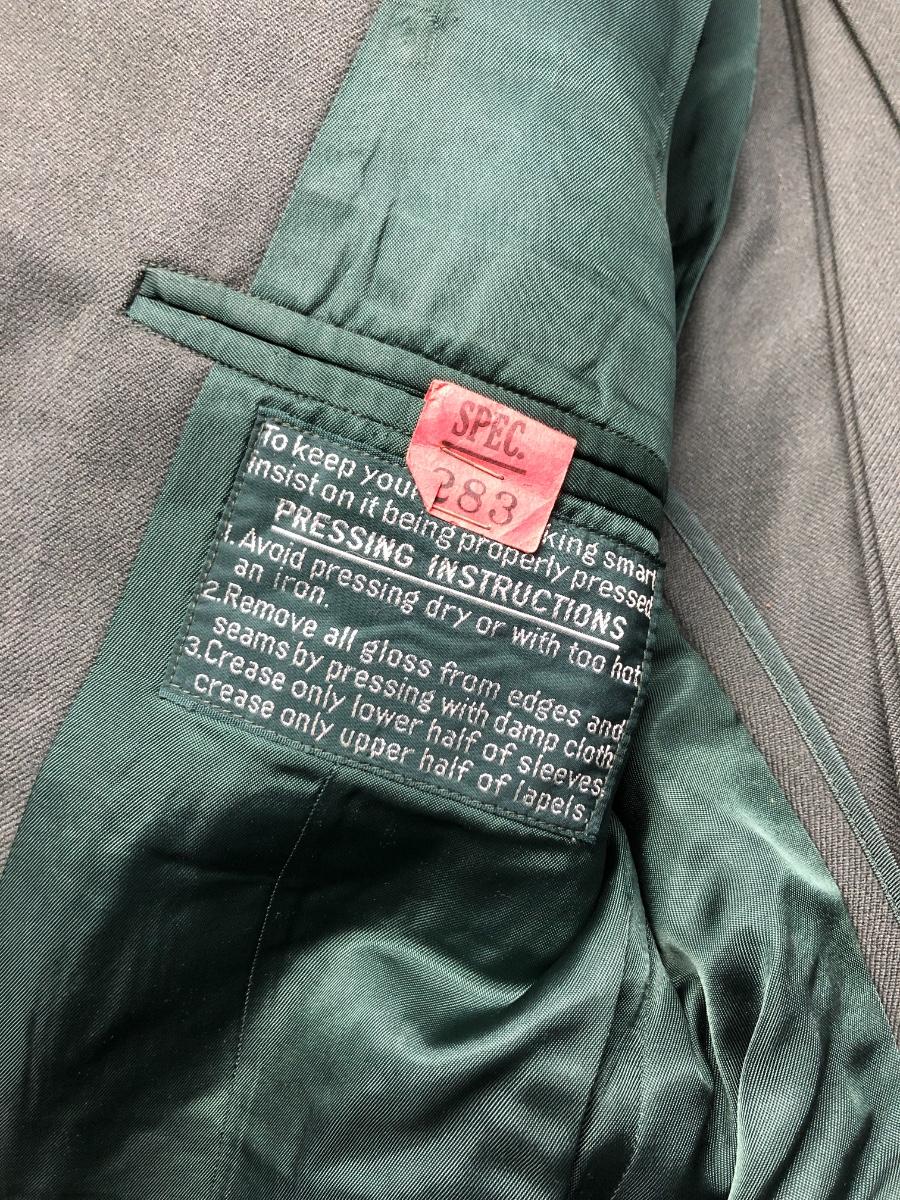 SPEC.
283
To keep your king smart
insist on it being properly pressed
PRESSING INSTRUCTIONS
1. Avoid pressing dry or with too hot
an iron.
2. Remove all gloss from edges and
seams by pressing with damp cloth
3. Crease only lower half of sleeves
crease only upper half of lapels.